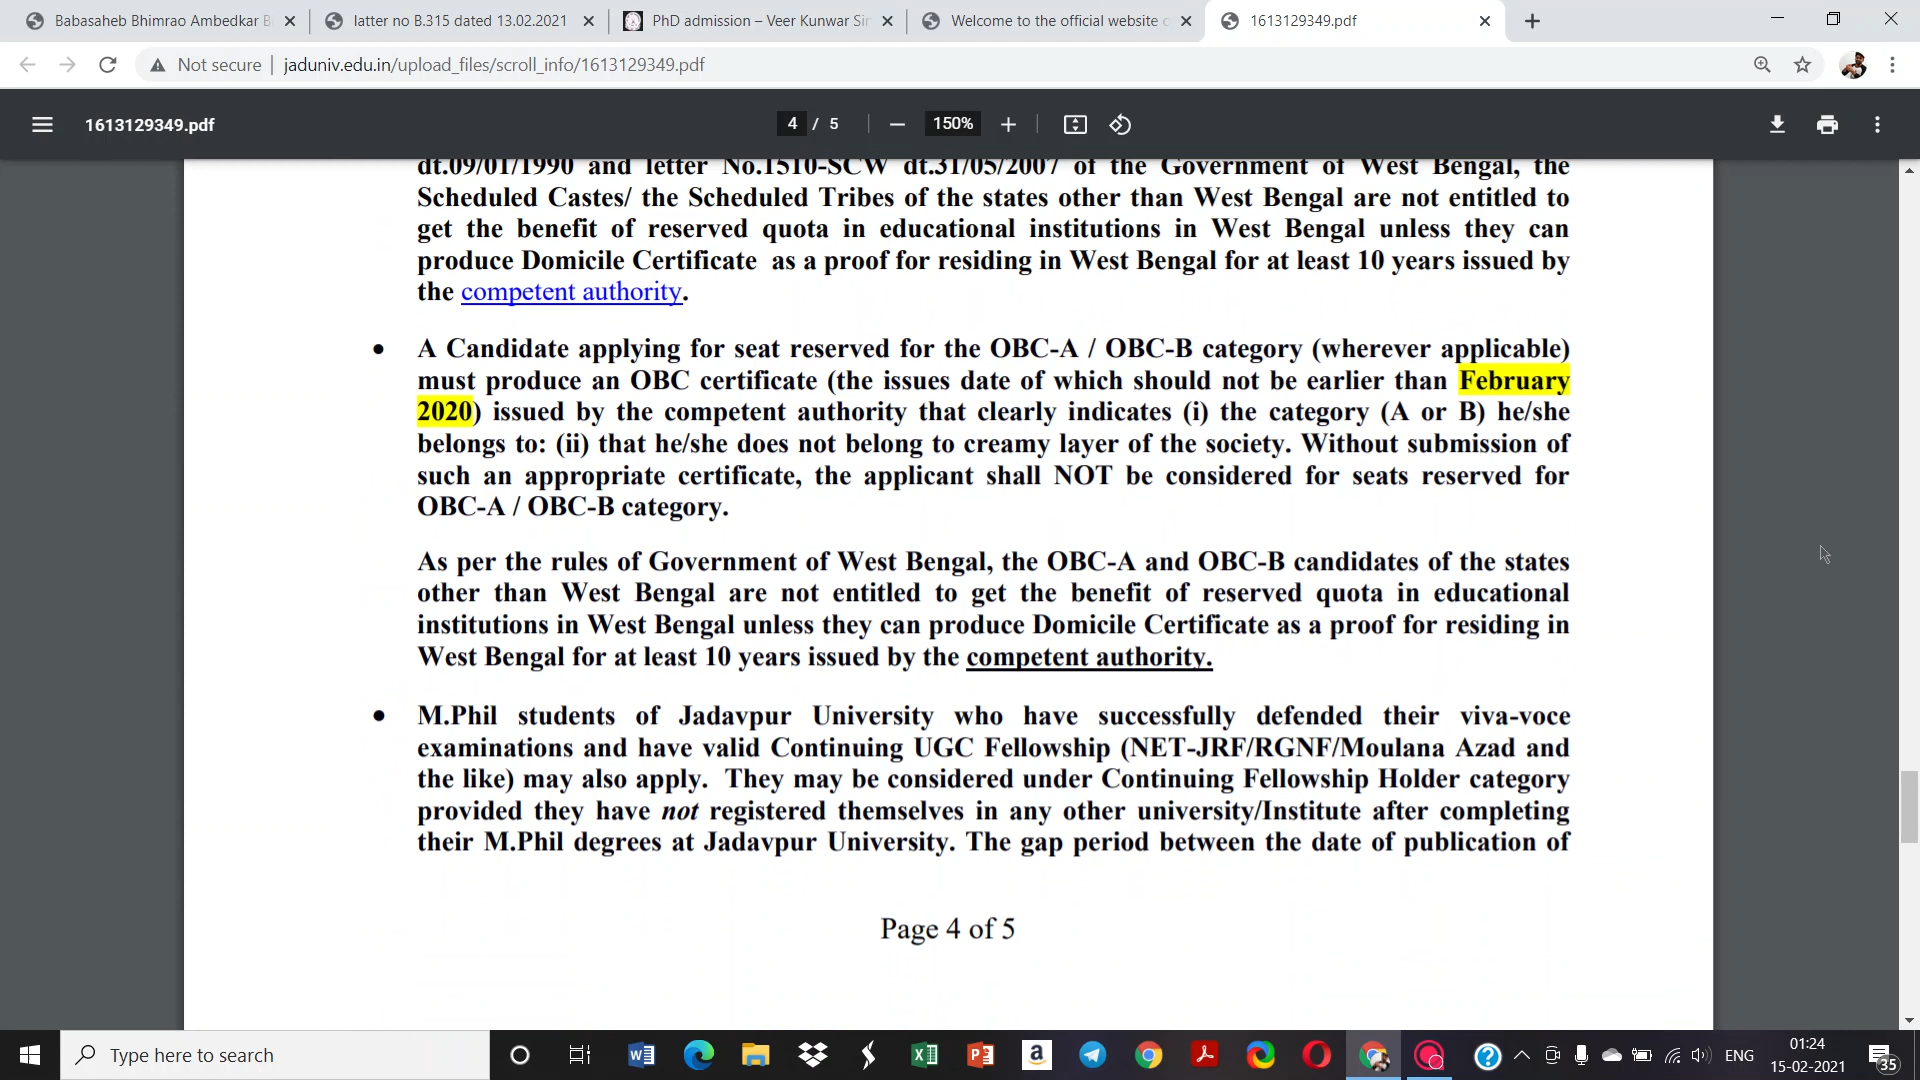 Babasaheb Bhimrao Ambedkar B
latter no B.315 dated 13.02.2021
PhD admission – Veer Kunwar Sin
Welcome to the official website o
1613129349.pdf
Not secure
jaduniv.edu.in/upload_files/scroll_info/1613129349.pdf
1613129349.pdf
4 / 5
150%
dt.09/01/1990 and letter No.1510-SCW dt.31/05/2007 of the Government of West Bengal, the
Scheduled Castes/ the Scheduled Tribes of the states other than West Bengal are not entitled to
get the benefit of reserved quota in educational institutions in West Bengal unless they can
produce Domicile Certificate as a proof for residing in West Bengal for at least 10 years issued by
the competent authority.
• A Candidate applying for seat reserved for the OBC-A / OBC-B category (wherever applicable)
must produce an OBC certificate (the issues date of which should not be earlier than February
2020) issued by the competent authority that clearly indicates (i) the category (A or B) he/she
belongs to: (ii) that he/she does not belong to creamy layer of the society. Without submission of
such an appropriate certificate, the applicant shall NOT be considered for seats reserved for
OBC-A / OBC-B category.
As per the rules of Government of West Bengal, the OBC-A and OBC-B candidates of the states
other than West Bengal are not entitled to get the benefit of reserved quota in educational
institutions in West Bengal unless they can produce Domicile Certificate as a proof for residing in
West Bengal for at least 10 years issued by the competent authority.
• M.Phil students of Jadavpur University who have successfully defended their viva-voce
examinations and have valid Continuing UGC Fellowship (NET-JRF/RGNF/Moulana Azad and
the like) may also apply. They may be considered under Continuing Fellowship Holder category
provided they have not registered themselves in any other university/Institute after completing
their M.Phil degrees at Jadavpur University. The gap period between the date of publication of
Page 4 of 5
Type here to search
ENG
01:24
15-02-2021
35